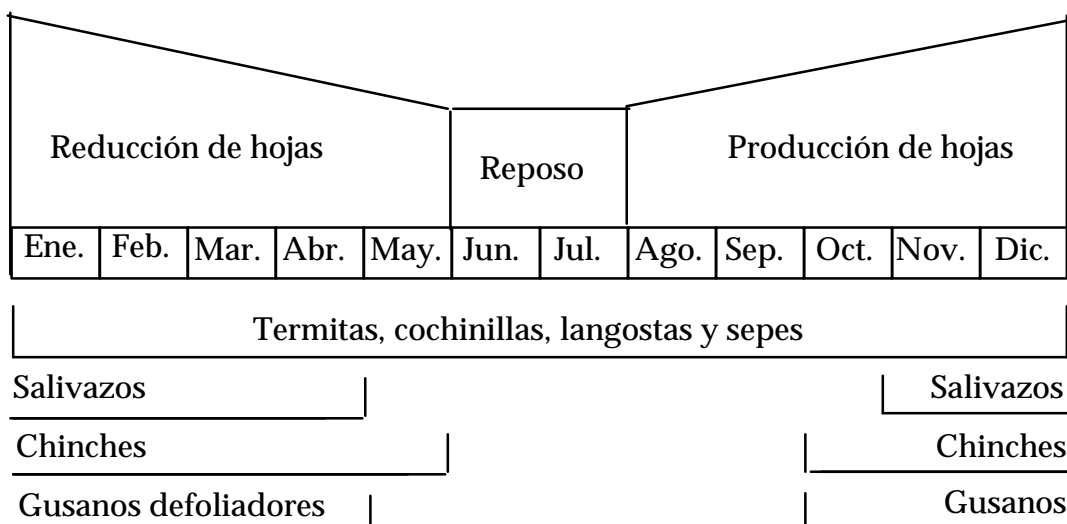 Reducción de hojas
Reposo
Producción de hojas
Ene. Feb. Mar. Abr. May. Jun. Jul. Ago. Sep. Oct. Nov. Dic.
Termitas, cochinillas, langostas y sepes
Salivazos Salivazos
Chinches Chinches
Gusanos defoliadores Gusanos